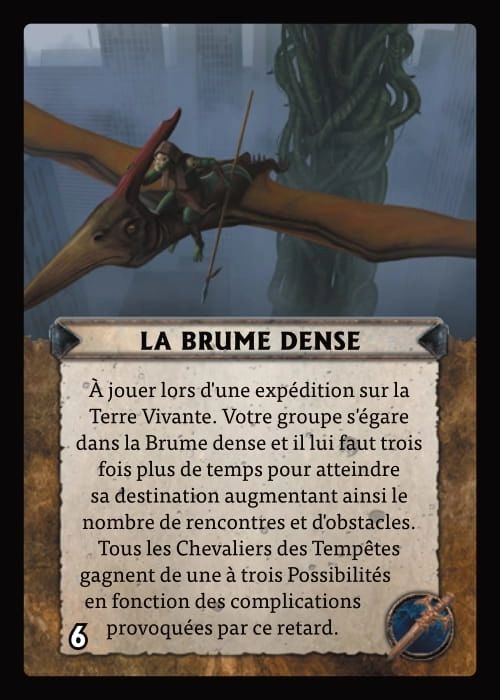 LA BRUME DENSE
À jouer lors d'une expédition sur la
Terre Vivante. Votre groupe s'égare
dans la Brume dense et il lui faut trois
fois plus de temps pour atteindre
sa destination augmentant ainsi le
nombre de rencontres et d'obstacles.
Tous les Chevaliers des Tempêtes
gagnent de une à trois Possibilités
en fonction des complications
provoquées par ce retard.
6